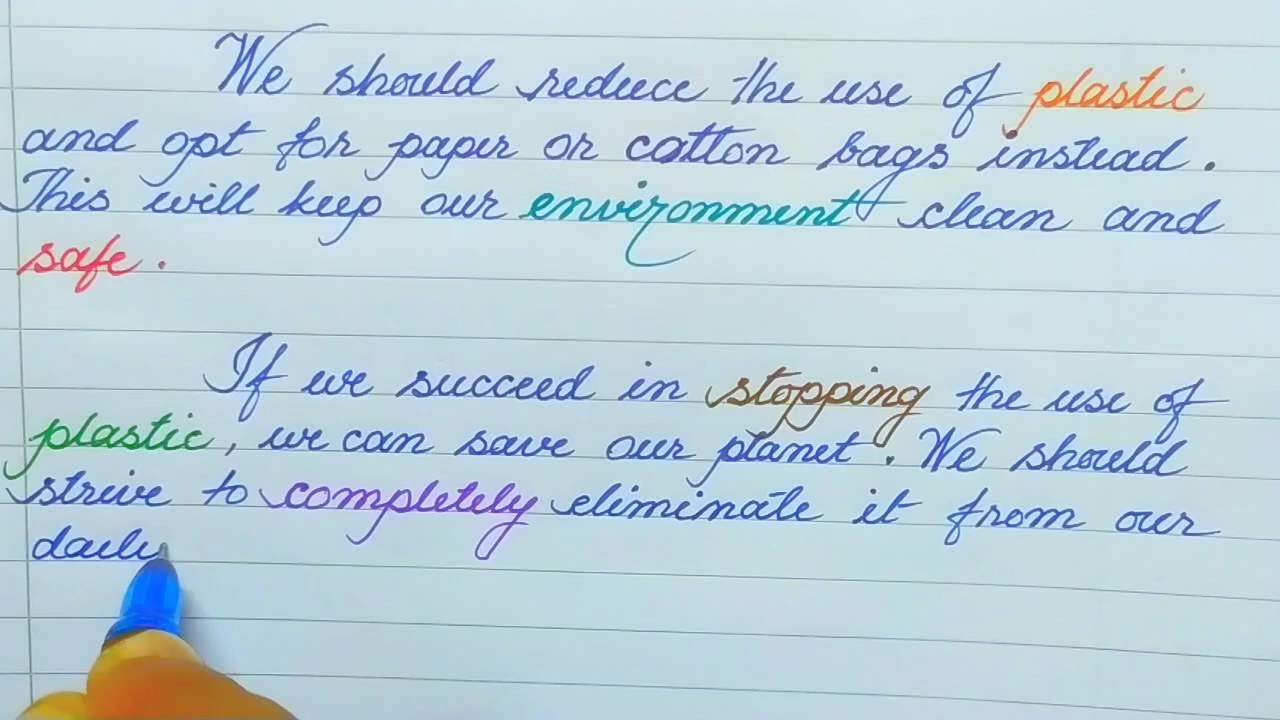 We should reduce the use of plastic
and opt for paper or cotton bags instead.
This will keep our environment clean and
safe.
If we succeed in stopping the use of
plastic, we can save our planet. We should
strive to completely eliminate it from our